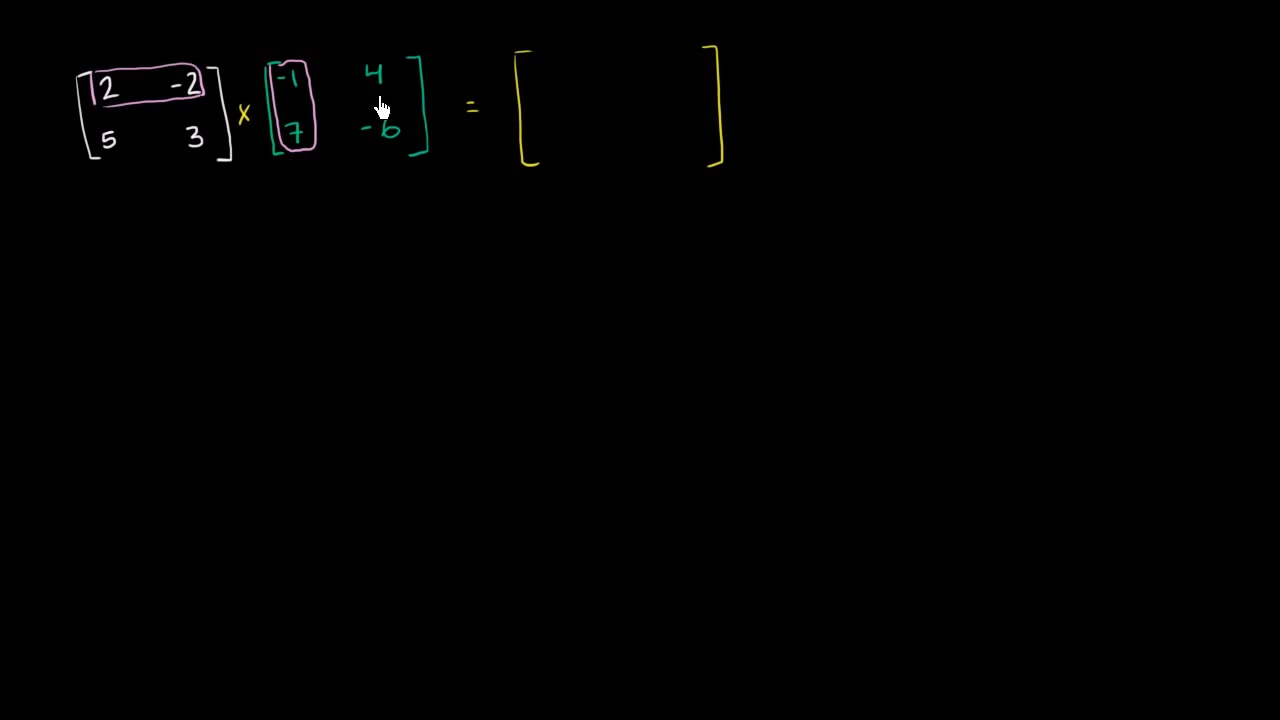 [2 -2] × [-1 4] = [ ]
[5 3] [7 -6]